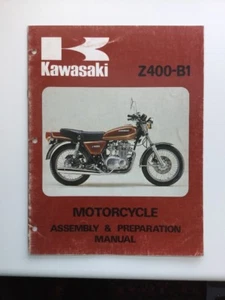 Kawasaki
Z400-B1
MOTORCYCLE
ASSEMBLY & PREPARATION
MANUAL